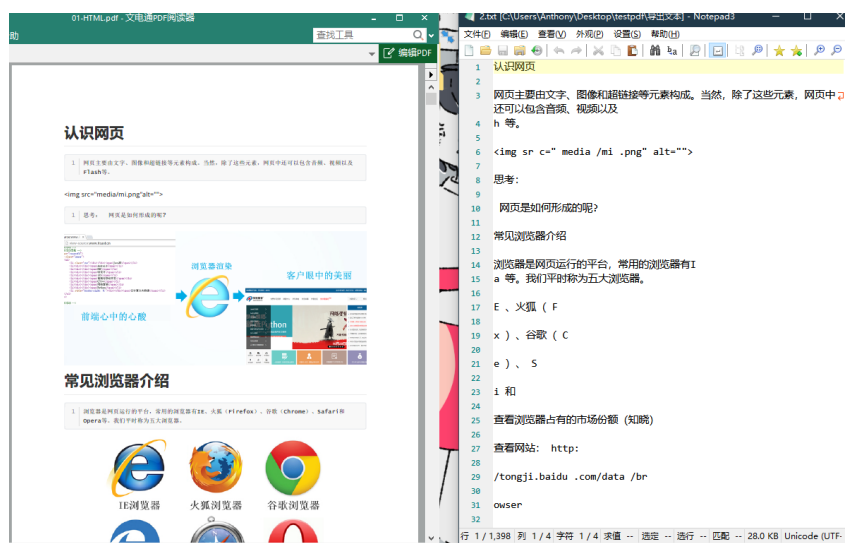 01-HTML.pdf - 文电通PDF阅读器
助
查找工具
编辑PDF
认识网页
1 网页主要由文字、图像和超链接等元素构成。当然，除了这些元素，网页中还可以包含音频、视频以及
Flash等。
<img src="media/mi.png"alt="">
1 思考： 网页是如何形成的呢?
浏览器渲染
客户眼中的美丽
前端心中的心酸
thon
常见浏览器介绍
1 浏览器是网页运行的平台，常用的浏览器有IE、火狐（Firefox）、谷歌（Chrome）、Safari和
Opera等。我们平时称为五大浏览器。
IE浏览器 火狐浏览器 谷歌浏览器
2.txt [C:\Users\Anthony\Desktop\testpdf\导出文本] - Notepad3
文件(F) 编辑(E) 查看(V) 外观(P) 设置(S) 帮助(H)
1 认识网页
2
3 网页主要由文字、图像和超链接等元素构成。当然，除了这些元素，网页中
还可以包含音频、视频以及
4 h 等。
5
6 <img sr c=" media /mi .png" alt="">
7
8 思考：
9
10 网页是如何形成的呢?
11
12 常见浏览器介绍
13
14 浏览器是网页运行的平台，常用的浏览器有I
15 a 等。我们平时称为五大浏览器。
16
17 E 、火狐（ F
18
19 x ）、谷歌（ C
20
21 e ）、 S
22
23 i 和
24
25 查看浏览器占有的市场份额（知晓）
26
27 查看网站： http:
28
29 /tongji.baidu .com/data /br
30
31 owser
32
行 1 / 1,398 列 1 / 4 字符 1 / 4 求值 -- 选定 -- 选行 -- 匹配 -- 28.0 KB Unicode (UTF-